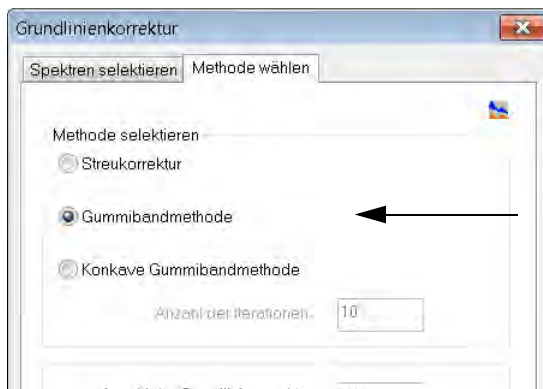 Grundlinienkorrektur
Spektren selektieren Methode wählen
Methode selektieren
Streukorrektur
Gummibandmethode
Konkave Gummibandmethode
Anzahl der Iterationen: 10